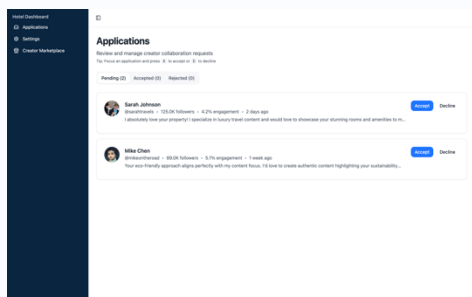 Hotel Dashboard
Applications
Settings
Creator Marketplace
Applications
Review and manage creator collaboration requests
Tip: Focus an application and press A to accept or D to decline
Pending (2) Accepted (0) Rejected (0)
Sarah Johnson
@sarahtravels • 125.0K followers • 4.2% engagement • 2 days ago
I absolutely love your property! I specialize in luxury travel content and would love to showcase your stunning rooms and amenities to m...
Accept Decline
Mike Chen
@mikeontheroad • 89.0K followers • 5.1% engagement • 1 week ago
Your eco-friendly approach aligns perfectly with my content focus. I'd love to create authentic content highlighting your sustainability...
Accept Decline